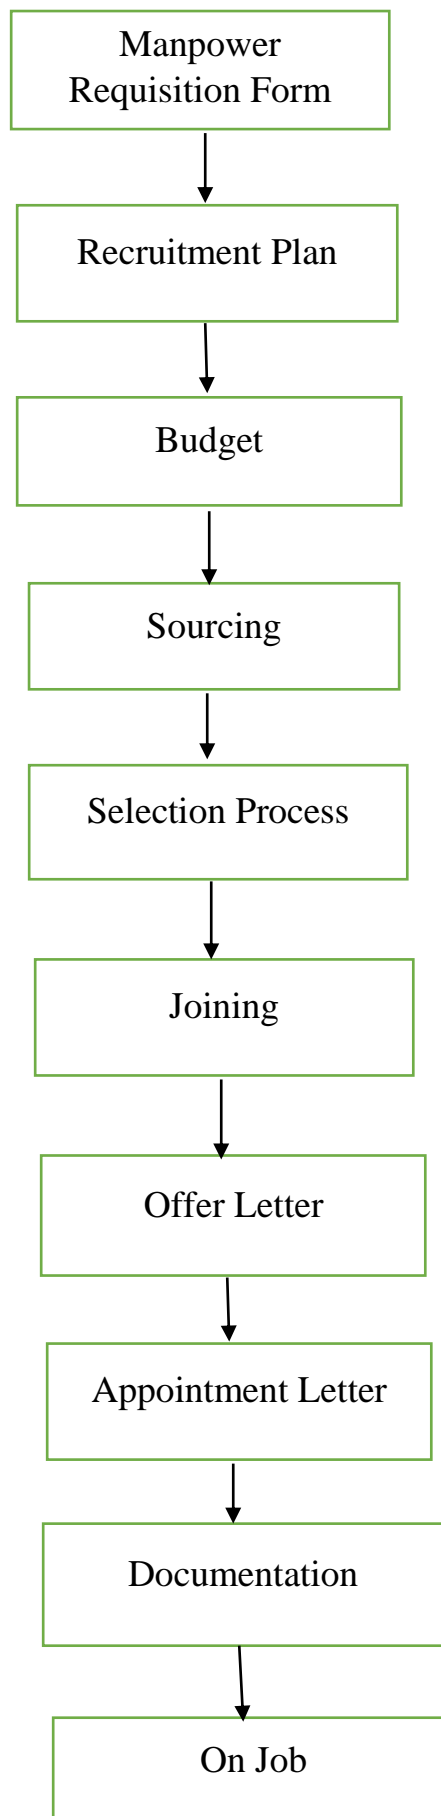 Manpower
Requisition Form
Recruitment Plan
Budget
Sourcing
Selection Process
Joining
Offer Letter
Appointment Letter
Documentation
On Job